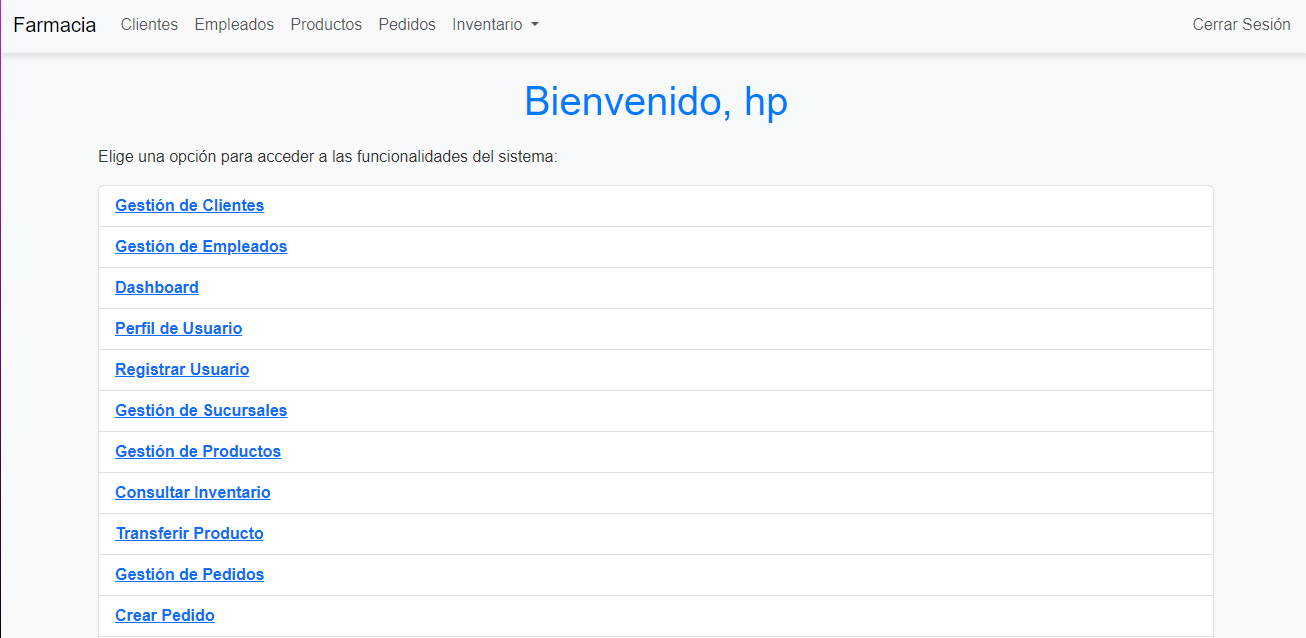 Farmacia Clientes Empleados Productos Pedidos Inventario Cerrar Sesión
Bienvenido, hp
Elige una opción para acceder a las funcionalidades del sistema:
Gestión de Clientes
Gestión de Empleados
Dashboard
Perfil de Usuario
Registrar Usuario
Gestión de Sucursales
Gestión de Productos
Consultar Inventario
Transferir Producto
Gestión de Pedidos
Crear Pedido